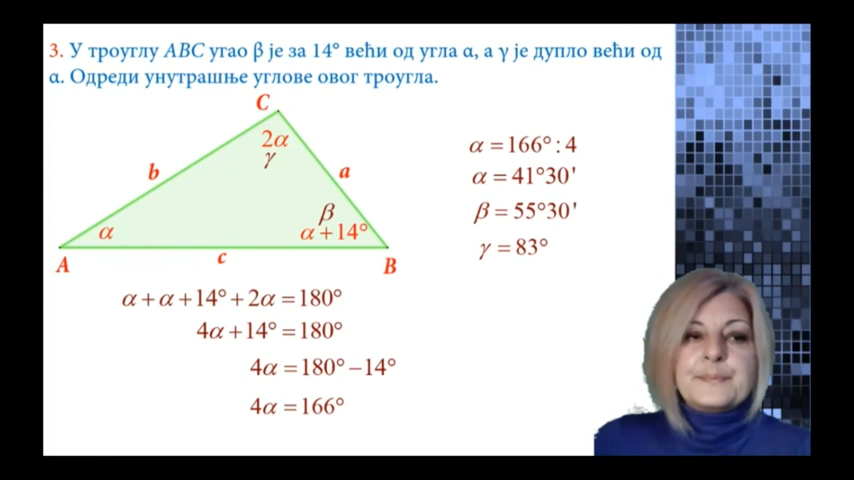 3. У троуглу ABC угао β је за 14° већи од угла α, а γ је дупло већи од
α. Одреди унутрашње углове овог троугла.
C
2α
γ
b
a
β
α
α + 14°
A
c
B
α + α + 14° + 2α = 180°
4α + 14° = 180°
4α = 180° − 14°
4α = 166°
α = 166° : 4
α = 41°30'
β = 55°30'
γ = 83°